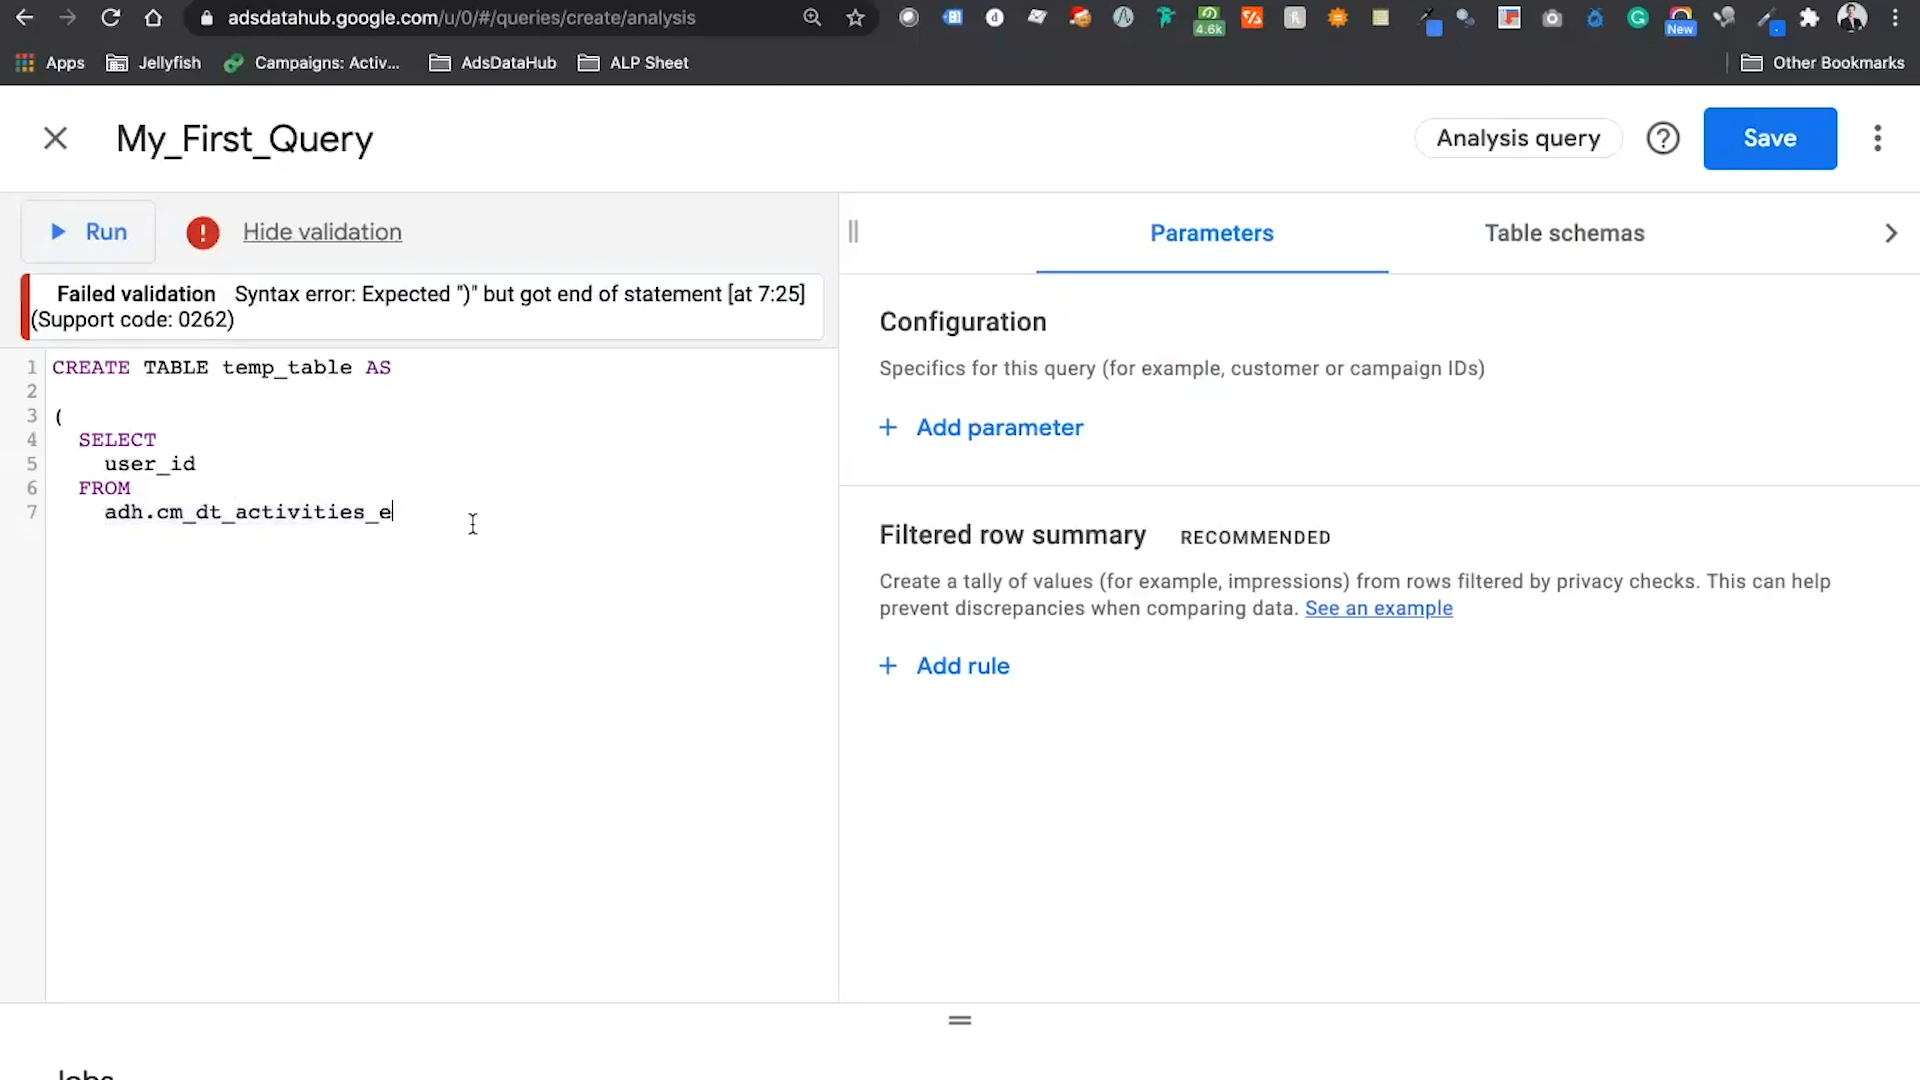 adsdatahub.google.com/u/0/#/queries/create/analysis
4.6k
New
Apps
Jellyfish
Campaigns: Activ...
AdsDataHub
ALP Sheet
Other Bookmarks
My_First_Query
Analysis query
Save
Run
Hide validation
Parameters
Table schemas
Failed validation Syntax error: Expected ")" but got end of statement [at 7:25]
(Support code: 0262)
1 CREATE TABLE temp_table AS
2
3 (
4 SELECT
5 user_id
6 FROM
7 adh.cm_dt_activities_e
Configuration
Specifics for this query (for example, customer or campaign IDs)
+ Add parameter
Filtered row summary RECOMMENDED
Create a tally of values (for example, impressions) from rows filtered by privacy checks. This can help
prevent discrepancies when comparing data. See an example
+ Add rule
Jobs